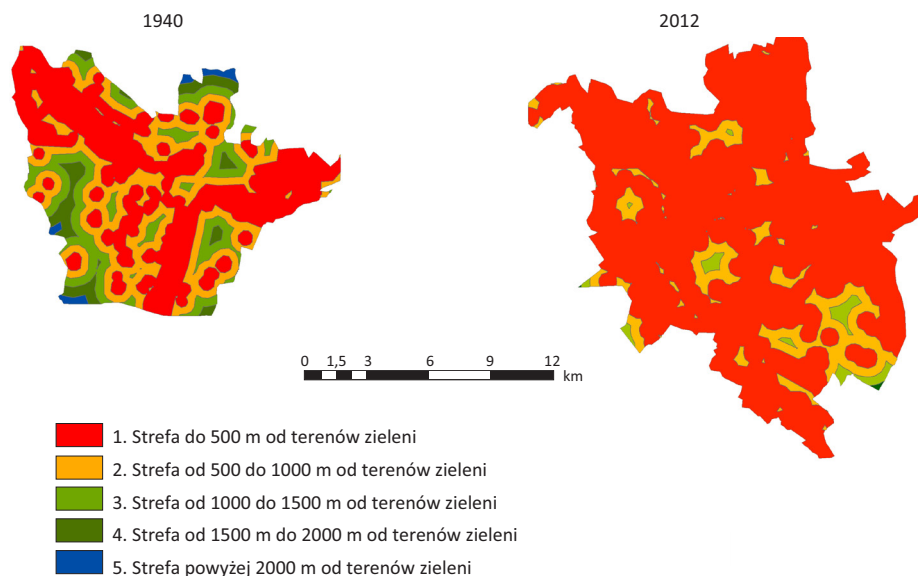 1940
2012
0 1,5 3 6 9 12
km
1. Strefa do 500 m od terenów zieleni
2. Strefa od 500 do 1000 m od terenów zieleni
3. Strefa od 1000 do 1500 m od terenów zieleni
4. Strefa od 1500 m do 2000 m od terenów zieleni
5. Strefa powyżej 2000 m od terenów zieleni